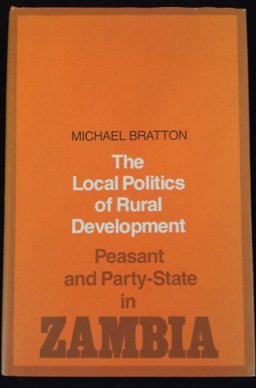 MICHAEL BRATTON
The
Local Politics
of Rural
Development
Peasant
and Party-State
in
ZAMBIA